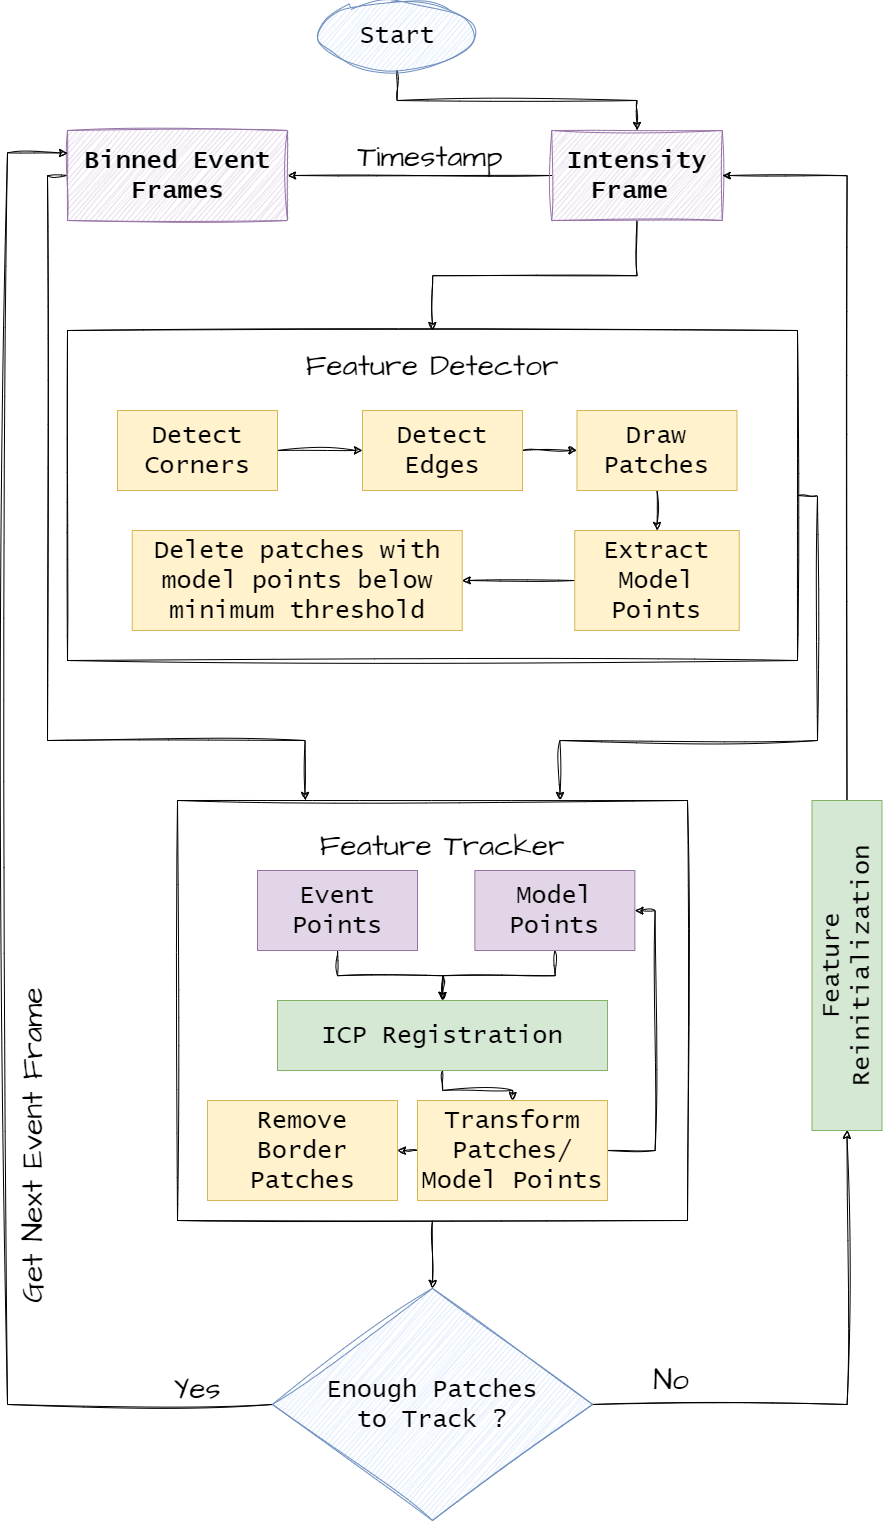 Start
Timestamp
Binned Event
Frames
Intensity
Frame
Feature Detector
Detect
Corners
Detect
Edges
Draw
Patches
Delete patches with
model points below
minimum threshold
Extract
Model
Points
Feature Tracker
Event
Points
Model
Points
ICP Registration
Remove
Border
Patches
Transform
Patches/
Model Points
Feature
Reinitialization
Get Next Event Frame
Enough Patches
to Track ?
Yes
No